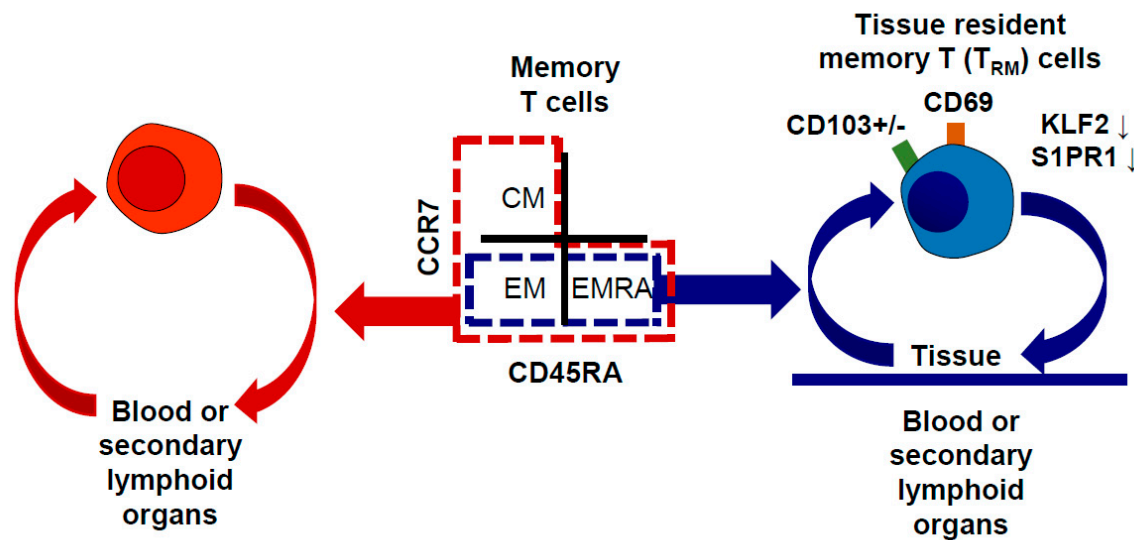 Memory
T cells
Tissue resident
memory T (TRM) cells
CD69
CD103+/-
KLF2 ↓
S1PR1 ↓
CCR7
CM
EM
EMRA
CD45RA
Tissue
Blood or
secondary
lymphoid
organs
Blood or
secondary
lymphoid
organs